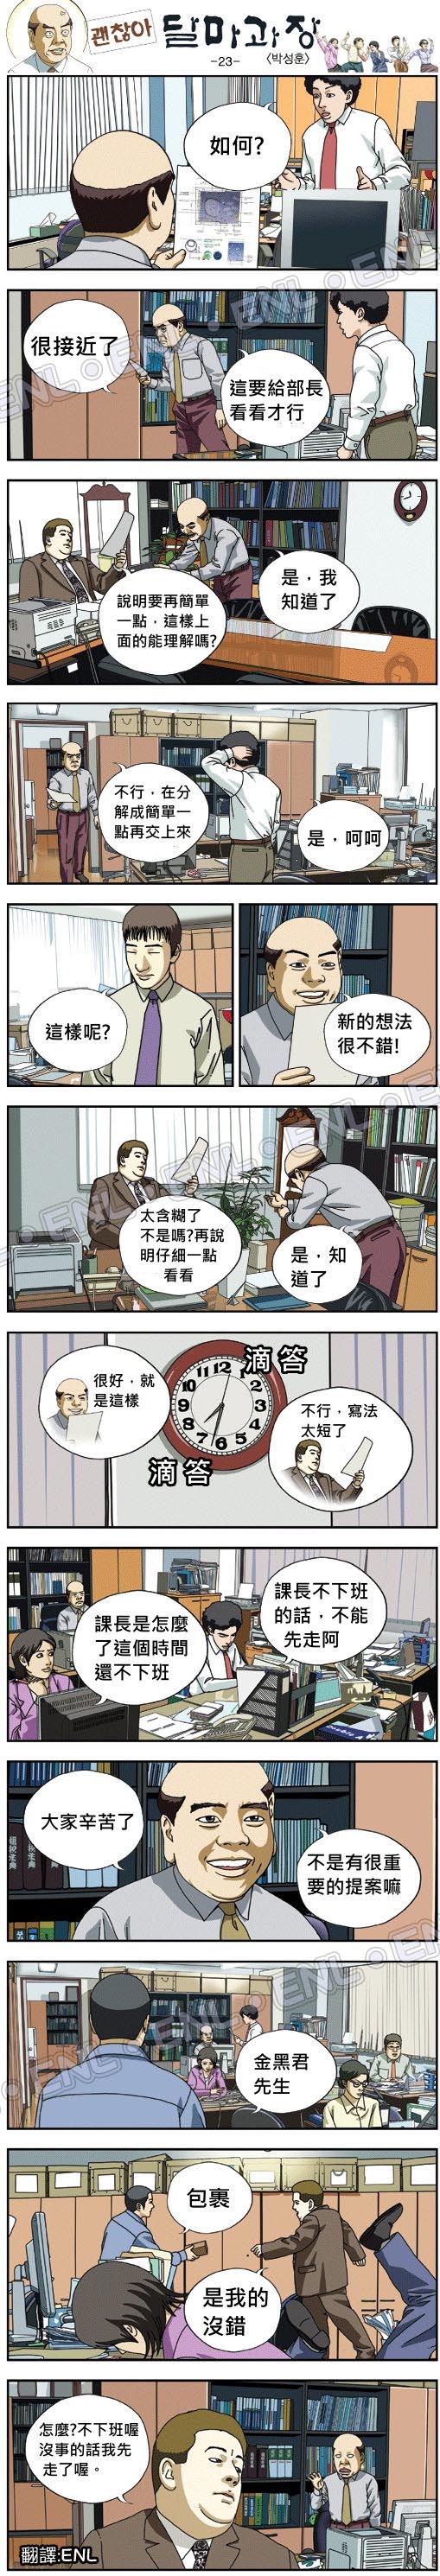 괜찮아 달마과장
-23-
<박성훈>
如何?
很接近了
這要給部長
看看才行
說明要再簡單
一點，這樣上
面的能理解嗎?
是，我
知道了
不行，在分
解成簡單一
點再交上來
是，呵呵
這樣呢?
新的想法
很不錯!
太含糊了
不是嗎?再說
明仔細一點
看看
是，知
道了
很好，就
是這樣
滴答
滴答
不行，寫法
太短了
課長是怎麼
了這個時間
還不下班
課長不下班
的話，不能
先走阿
大家辛苦了
不是有很重
要的提案嘛
金黑君
先生
包裹
是我的
沒錯
怎麼?不下班喔
沒事的話我先
走了喔。
翻譯:ENL